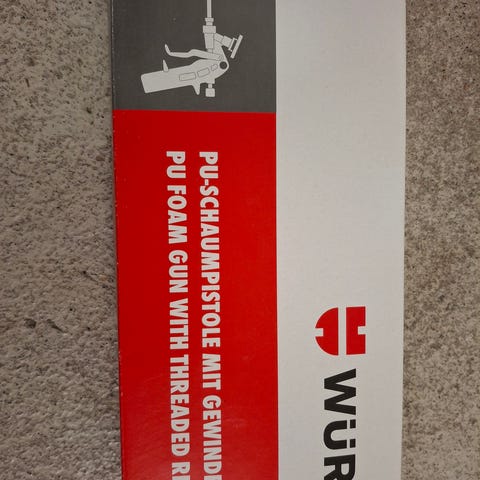 PU-SCHAUMPISTOLE MIT GEWINDE
PU FOAM GUN WITH THREADED
WÜR